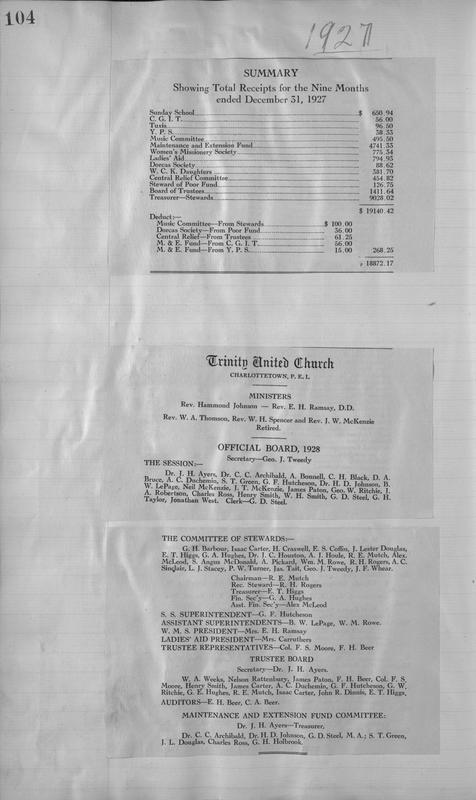 104
1927
SUMMARY
Showing Total Receipts for the Nine Months
ended December 31, 1927
Sunday School $ 650.94
C. G. I. T. 56.00
Tuxis 96.50
Y. P. S. 38.33
Music Committee 495.50
Maintenance and Extension Fund 4741.33
Women's Missionery Society 775.34
Ladies' Aid 794.93
Dorcas Society 88.62
W. C. K. Daughters 381.70
Central Relief Committee 454.82
Steward of Poor Fund 126.75
Board of Trustees 1411.64
Treasurer—Stewards 9028.02
$ 19140.42
Deduct:—
Music Committee—From Stewards $ 100.00
Dorcas Society—From Poor Fund 36.00
Central Relief—From Trustees 61.25
M. & E. Fund—From C. G. I. T. 56.00
M. & E. Fund—From Y. P. S. 15.00 268.25
$ 18872.17
Trinity United Church
CHARLOTTETOWN, P. E. I.
MINISTERS
Rev. Hammond Johnson — Rev. E. H. Ramsay, D.D.
Rev. W. A. Thomson, Rev. W. H. Spencer and Rev. J. W. McKenzie
Retired.
OFFICIAL BOARD, 1928
Secretary—Geo. J. Tweedy
THE SESSION:—
Dr. J. H. Ayers, Dr. C. C. Archibald, A. Bonnell, C. H. Black, D. A.
Bruce, A. C. Duchemin, S. T. Green, G. F. Hutcheson, Dr. H. D. Johnson, B.
W. LePage, Neil McKenzie, J. T. McKenzie, James Paton, Geo. W. Ritchie, J.
A. Robertson, Charles Ross, Henry Smith, W. H. Smith, G. D. Steel, G. H.
Taylor, Jonathan West. Clerk—G. D. Steel.
THE COMMITTEE OF STEWARDS:—
G. H. Barbour, Isaac Carter, H. Craswell, E. S. Coffin, J. Lester Douglas,
E. T. Higgs, G. A. Hughes, Dr. J. C. Houston, A. J. Houle, R. E. Mutch, Alex.
McLeod, S. Angus McDonald, A. Pickard, Wm. M. Rowe, R. H. Rogers, A. C.
Sinclair, L. J. Stacey, P. W. Turner, Jas. Tait, Geo. J. Tweedy, J. F. Whear.
Chairman—R. E. Mutch
Rec. Steward—R. H. Rogers
Treasurer—E. T. Higgs
Fin. Sec'y—G. A. Hughes
Asst. Fin. Sec'y—Alex McLeod
S. S. SUPERINTENDENT—G. F. Hutcheson
ASSISTANT SUPERINTENDENTS—B. W. LePage, W. M. Rowe.
W. M. S. PRESIDENT—Mrs. E. H. Ramsay
LADIES' AID PRESIDENT—Mrs. Carruthers
TRUSTEE REPRESENTATIVES—Col. F. S. Moore, F. H. Beer
TRUSTEE BOARD
Secretary—Dr. J. H. Ayers.
W. A. Weeks, Nelson Rattenbury, James Paton, F. H. Beer, Col. F. S.
Moore, Henry Smith, James Carter, A. C. Duchemin, G. F. Hutcheson, G. W.
Ritchie, G. E. Hughes, R. E. Mutch, Isaac Carter, John R. Dinnis, E. T. Higgs,
AUDITORS—E. H. Beer, C. A. Beer.
MAINTENANCE AND EXTENSION FUND COMMITTEE:
Dr. J. H. Ayers—Treasurer,
Dr. C. C. Archibald, Dr. H. D. Johnson, G. D. Steel, M. A.; S. T. Green,
J. L. Douglas, Charles Ross, G. H. Holbrook.